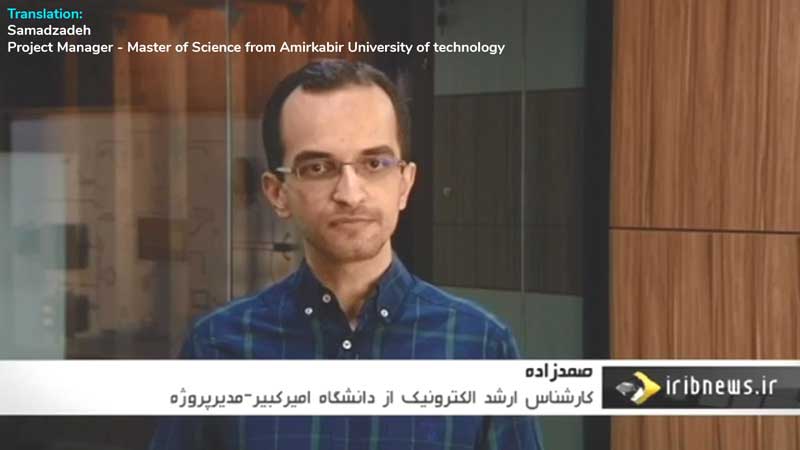 Translation:
Samadzadeh
Project Manager - Master of Science from Amirkabir University of technology
صمدزاده
کارشناس ارشد الکترونیک از دانشگاه امیرکبیر-مدیرپروژه
iribnews.ir